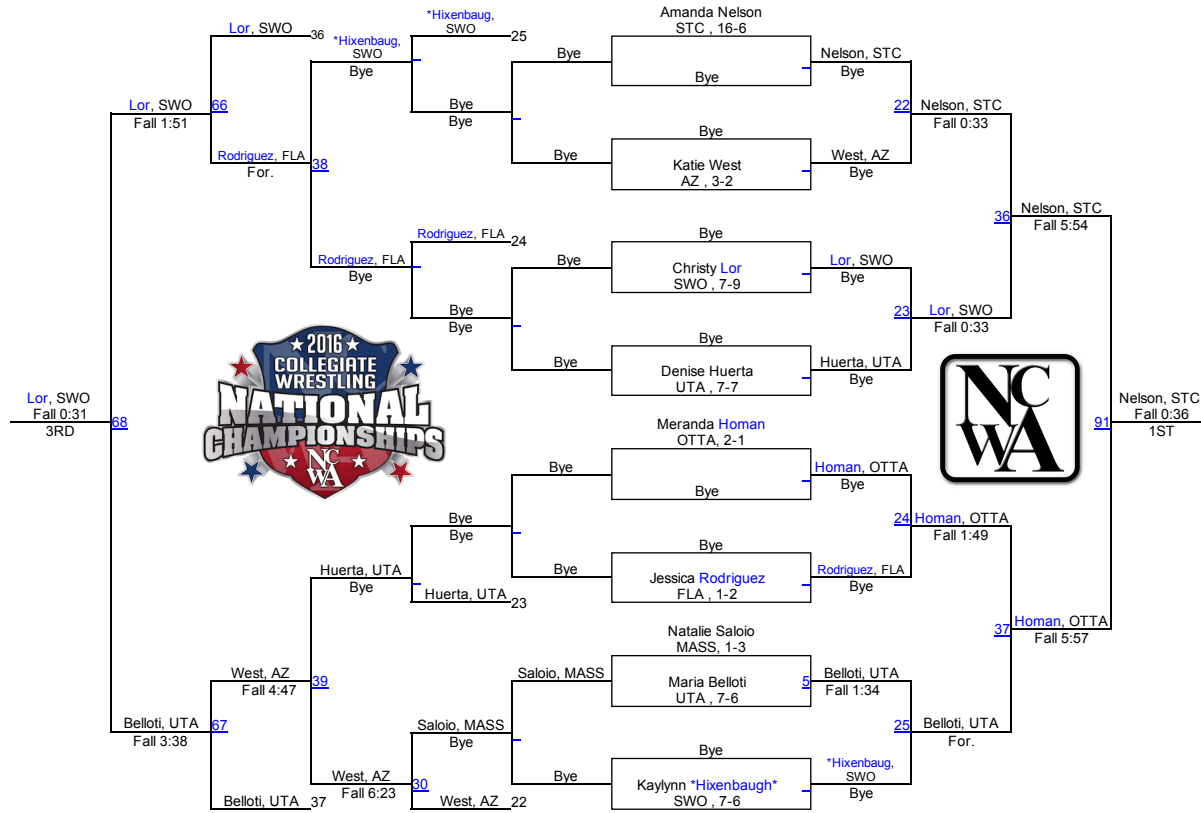 Amanda Nelson
STC , 16-6
Bye
Bye
Katie West
AZ , 3-2
Bye
Christy Lor
SWO , 7-9
Bye
Denise Huerta
UTA , 7-7
Meranda Homan
OTTA, 2-1
Bye
Bye
Jessica Rodriguez
FLA , 1-2
Natalie Saloio
MASS, 1-3
Maria Belloti
UTA , 7-6
Bye
Kaylynn *Hixenbaugh*
SWO , 7-6
Nelson, STC
Bye
West, AZ
Bye
Lor, SWO
Bye
Huerta, UTA
Bye
Homan, OTTA
Bye
Rodriguez, FLA
Bye
5
Belloti, UTA
Fall 1:34
*Hixenbaug,
SWO
Bye
22
Nelson, STC
Fall 0:33
23
Lor, SWO
Fall 0:33
24
Homan, OTTA
Fall 1:49
25
Belloti, UTA
For.
36
Nelson, STC
Fall 5:54
37
Homan, OTTA
Fall 5:57
91
Nelson, STC
Fall 0:36
1ST
Bye
Bye
Bye
Bye
Bye
Bye
Saloio, MASS
Bye
*Hixenbaug,
SWO
25
Bye
Bye
Rodriguez, FLA
24
Bye
Bye
Bye
Bye
Huerta, UTA
23
Saloio, MASS
Bye
West, AZ
22
*Hixenbaug,
SWO
Bye
Rodriguez, FLA
Bye
Huerta, UTA
Bye
30
West, AZ
Fall 6:23
Lor, SWO
36
38
Rodriguez, FLA
For.
39
West, AZ
Fall 4:47
Belloti, UTA
37
66
Lor, SWO
Fall 1:51
67
Belloti, UTA
Fall 3:38
68
Lor, SWO
Fall 0:31
3RD
2016
COLLEGIATE
WRESTLING
NATIONAL
CHAMPIONSHIPS
NCWA
NC
WA